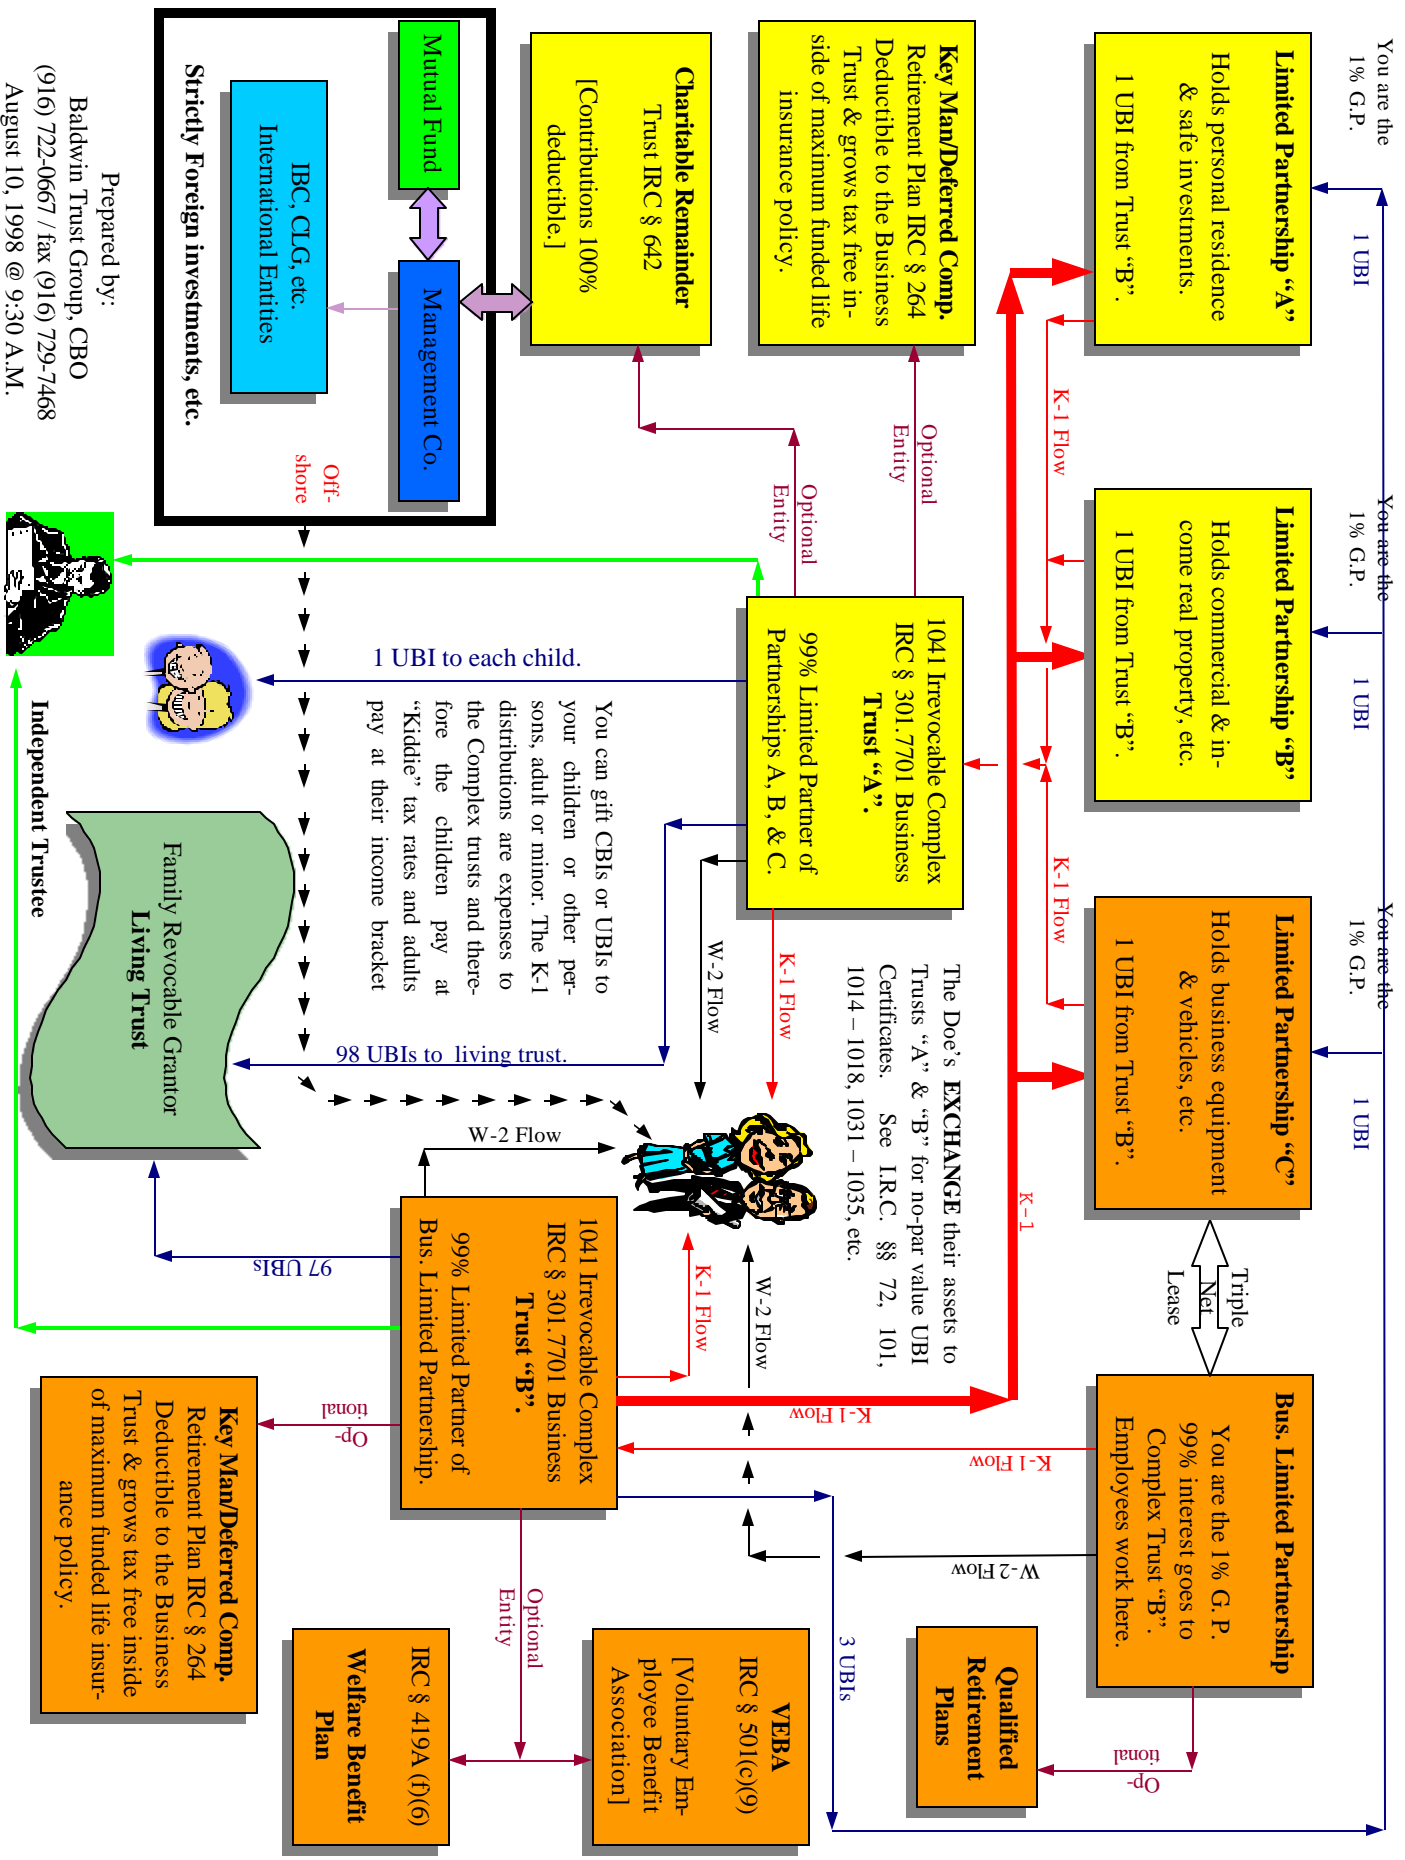 You are the
1% G.P.
1 UBI
You are the
1% G.P.
1 UBI
You are the
1% G.P.
1 UBI
Limited Partnership “A”
Holds personal residence
& safe investments.
1 UBI from Trust “B”.
Limited Partnership “B”
Holds commercial & in-
come real property, etc.
1 UBI from Trust “B”.
Limited Partnership “C”
Holds business equipment
& vehicles, etc.
1 UBI from Trust “B”.
Triple
Net
Lease
Bus. Limited Partnership
You are the 1% G. P.
99% interest goes to
Complex Trust “B”.
Employees work here.
Op-
tional
K-1 Flow
K-1 Flow
K-1
K-1 Flow
K-1 Flow
W-2 Flow
Qualified
Retirement
Plans
3 UBIs
Key Man/Deferred Comp.
Retirement Plan IRC § 264
Deductible to the Business
Trust & grows tax free in-
side of maximum funded life
insurance policy.
Optional
Entity
Optional
Entity
1041 Irrevocable Complex
IRC § 301.7701 Business
Trust “A”.
99% Limited Partner of
Partnerships A, B, & C.
The Doe’s EXCHANGE their assets to
Trusts “A” & “B” for no-par value UBI
Certificates. See I.R.C. §§ 72, 101,
1014 – 1018, 1031 – 1035, etc.
K-1 Flow
W-2 Flow
W-2 Flow
K-1 Flow
W-2 Flow
Charitable Remainder
Trust IRC § 642
[Contributions 100%
deductible.]
1 UBI to each child.
You can gift CBIs or UBIs to
your children or other per-
sons, adult or minor. The K-1
distributions are expenses to
the Complex trusts and there-
fore the children pay at
“Kiddie” tax rates and adults
pay at their income bracket
98 UBIs to living trust.
1041 Irrevocable Complex
IRC § 301.7701 Business
Trust “B”.
99% Limited Partner of
Bus. Limited Partnership.
Optional
Entity
VEBA
IRC § 501(c)(9)
[Voluntary Em-
ployee Benefit
Association]
IRC § 419A (f)(6)
Welfare Benefit
Plan
Mutual Fund
Management Co.
IBC, CLG, etc.
International Entities
Strictly Foreign investments, etc.
Off-
shore
97 UBIs
Op-
tional
Key Man/Deferred Comp.
Retirement Plan IRC § 264
Deductible to the Business
Trust & grows tax free inside
of maximum funded life insur-
ance policy.
Family Revocable Grantor
Living Trust
Independent Trustee
Prepared by:
Baldwin Trust Group, CBO
(916) 722-0667 / fax (916) 729-7468
August 10, 1998 @ 9:30 A.M.